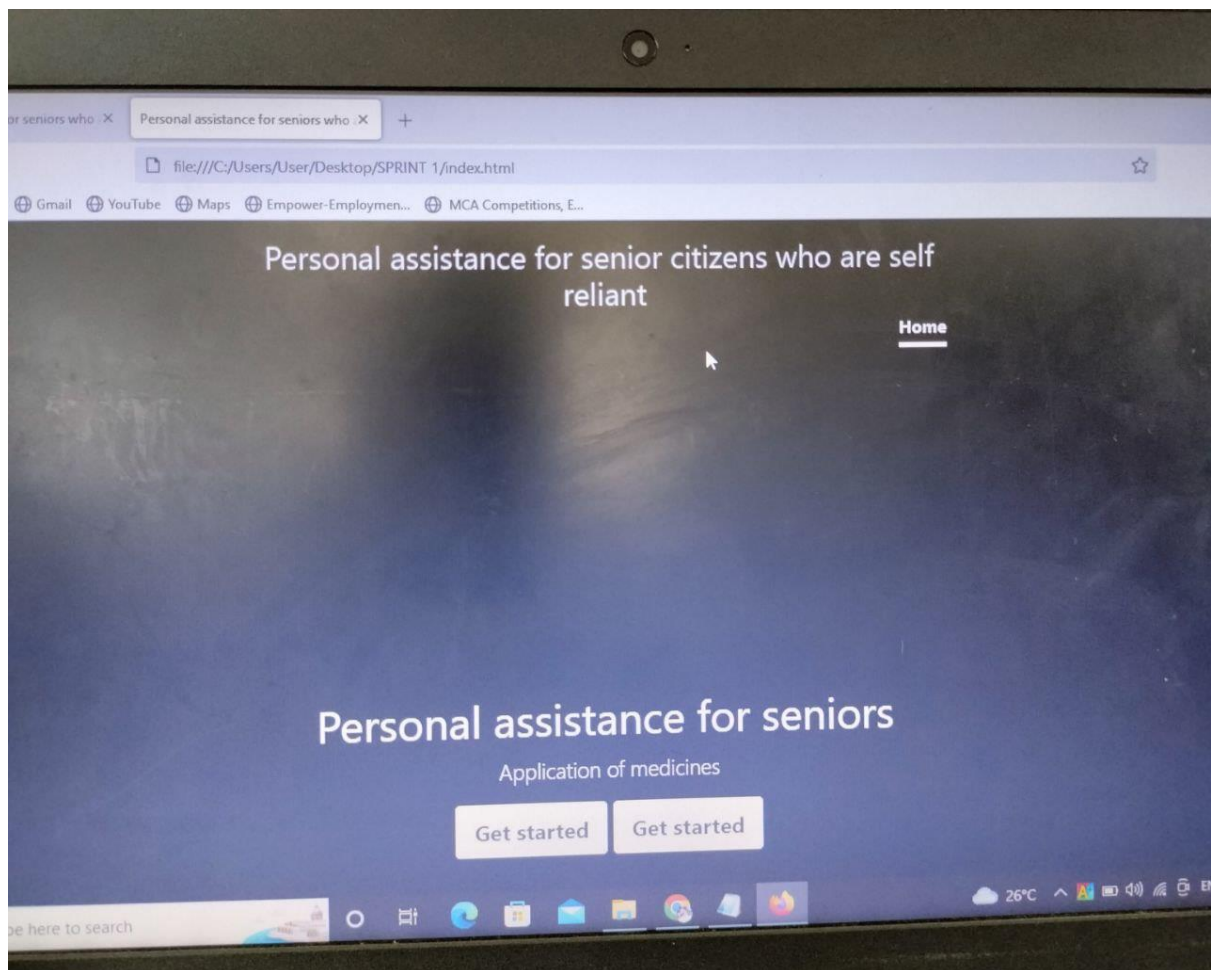 or seniors who
Personal assistance for seniors who
file:///C:/Users/User/Desktop/SPRINT 1/index.html
Gmail YouTube Maps Empower-Employmen... MCA Competitions, E...
Personal assistance for senior citizens who are self
reliant
Home
Personal assistance for seniors
Application of medicines
Get started Get started
pe here to search
26°C
EN